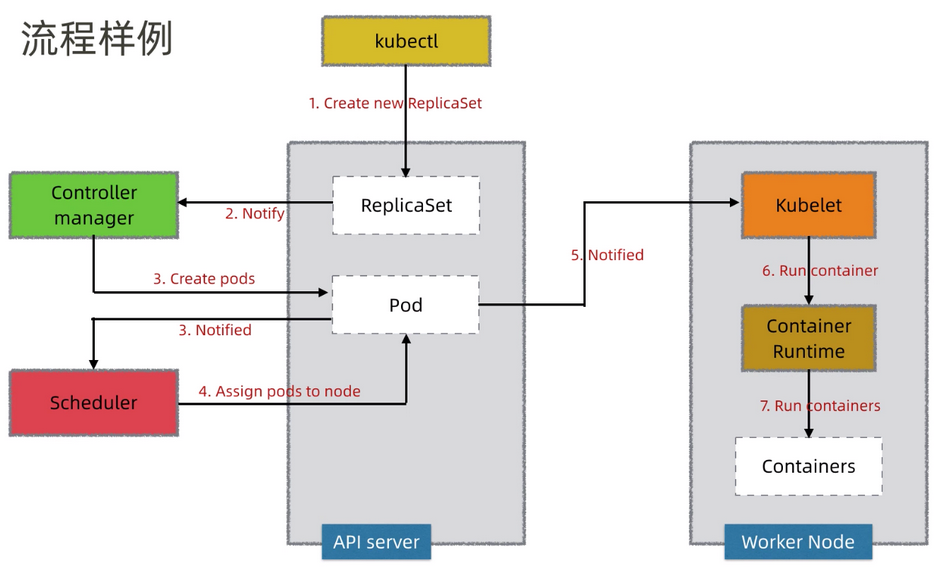 流程样例
kubectl
1. Create new ReplicaSet
Controller
manager
ReplicaSet
Kubelet
2. Notify
5. Notified
6. Run container
3. Create pods
Pod
Container
Runtime
3. Notified
4. Assign pods to node
Scheduler
7. Run containers
Containers
API server
Worker Node